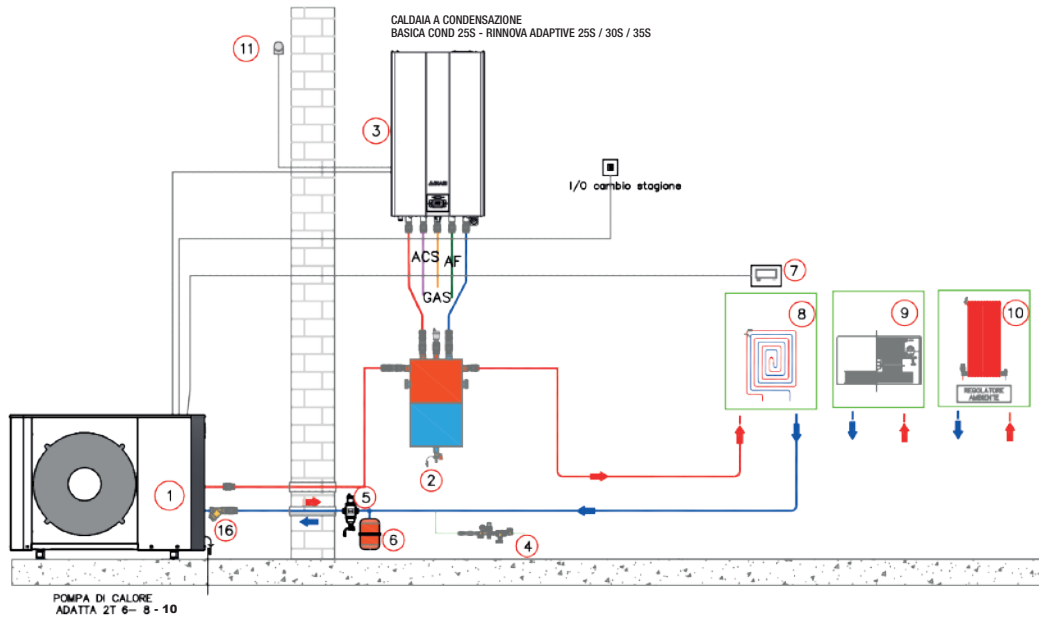 CALDAIA A CONDENSAZIONE
BASICA COND 25S - RINNOVA ADAPTIVE 25S / 30S / 35S
11
3
I/O cambio stagione
ACS
AF
GAS
7
8
9
10
REGOLATORE
AMBIENTE
2
1
5
16
6
4
POMPA DI CALORE
ADATTA 2T 6- 8 - 10